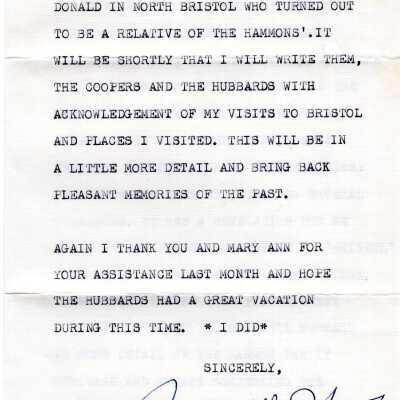 DONALD IN NORTH BRISTOL WHO TURNED OUT
TO BE A RELATIVE OF THE HAMMONS'.IT
WILL BE SHORTLY THAT I WILL WRITE THEM,
THE COOPERS AND THE HUBBARDS WITH
ACKNOWLEDGEMENT OF MY VISITS TO BRISTOL
AND PLACES I VISITED. THIS WILL BE IN
A LITTLE MORE DETAIL AND BRING BACK
PLEASANT MEMORIES OF THE PAST.
AGAIN I THANK YOU AND MARY ANN FOR
YOUR ASSISTANCE LAST MONTH AND HOPE
THE HUBBARDS HAD A GREAT VACATION
DURING THIS TIME. * I DID*
SINCERELY,